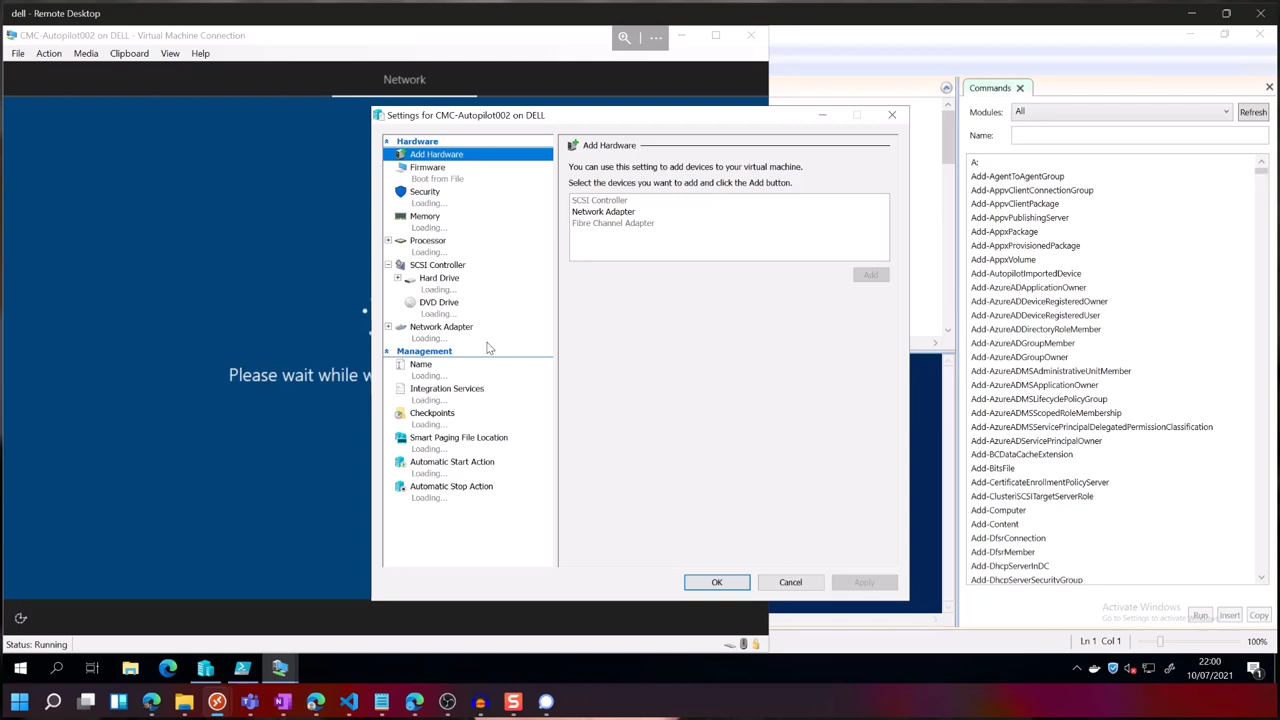 dell - Remote Desktop
CMC-Autopilot002 on DELL - Virtual Machine Connection
File Action Media Clipboard View Help
Network
Please wait while w
Settings for CMC-Autopilot002 on DELL
Hardware
Add Hardware
Firmware
Boot from File
Security
Loading...
Memory
Loading...
Processor
Loading...
SCSI Controller
Hard Drive
Loading...
DVD Drive
Loading...
Network Adapter
Loading...
Management
Name
Loading...
Integration Services
Loading...
Checkpoints
Loading...
Smart Paging File Location
Loading...
Automatic Start Action
Loading...
Automatic Stop Action
Loading...
Add Hardware
You can use this setting to add devices to your virtual machine.
Select the devices you want to add and click the Add button.
SCSI Controller
Network Adapter
Fibre Channel Adapter
Add
OK Cancel Apply
Commands
Modules: All Refresh
Name:
A:
Add-AgentToAgentGroup
Add-AppvClientConnectionGroup
Add-AppvClientPackage
Add-AppvPublishingServer
Add-AppxPackage
Add-AppxProvisionedPackage
Add-AppxVolume
Add-AutopilotImportedDevice
Add-AzureADApplicationOwner
Add-AzureADDeviceRegisteredOwner
Add-AzureADDeviceRegisteredUser
Add-AzureADDirectoryRoleMember
Add-AzureADGroupMember
Add-AzureADGroupOwner
Add-AzureADMSAdministrativeUnitMember
Add-AzureADMSApplicationOwner
Add-AzureADMSLifecyclePolicyGroup
Add-AzureADMSScopedRoleMembership
Add-AzureADMSServicePrincipalDelegatedPermissionClassification
Add-AzureADServicePrincipalOwner
Add-BCDataCacheExtension
Add-BitsFile
Add-CertificateEnrollmentPolicyServer
Add-ClusteriSCSITargetServerRole
Add-Computer
Add-Content
Add-DfsrConnection
Add-DfsrMember
Add-DhcpServerInDC
Add-DhcpServerSecurityGroup
Activate Windows
Go to Settings to activate
Run Insert Copy
Status: Running
Ln 1 Col 1 100%
22:00
10/07/2021